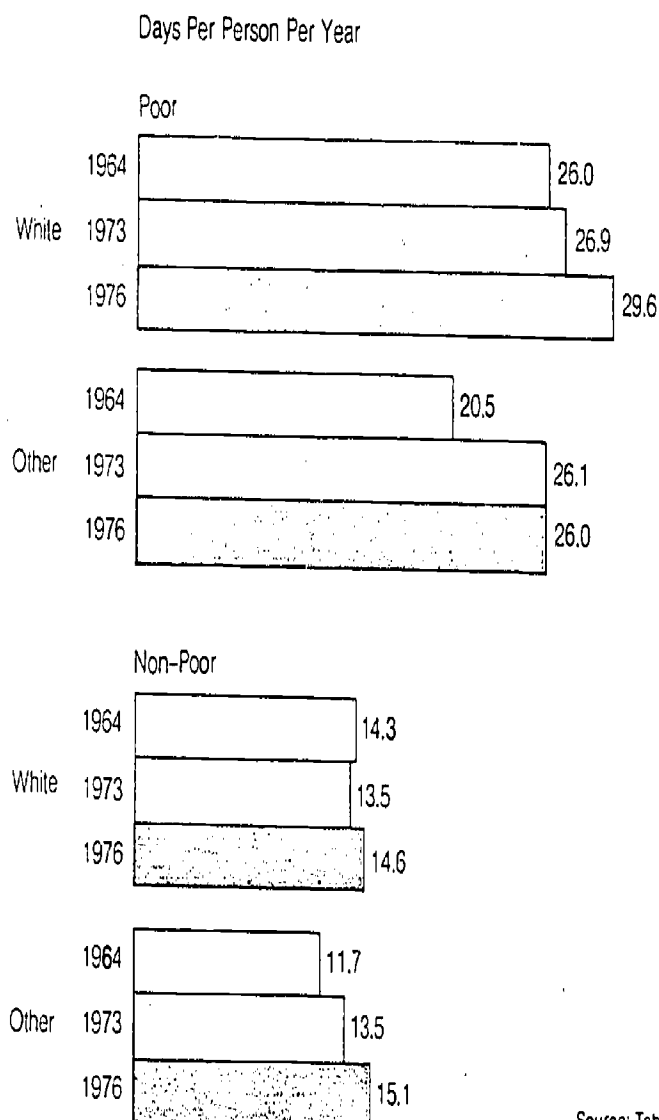 Days Per Person Per Year
Poor
1964 26.0
White 1973 26.9
1976 29.6
1964 20.5
Other 1973 26.1
1976 26.0
Non-Poor
1964 14.3
White 1973 13.5
1976 14.6
1964 11.7
Other 1973 13.5
1976 15.1
Source: